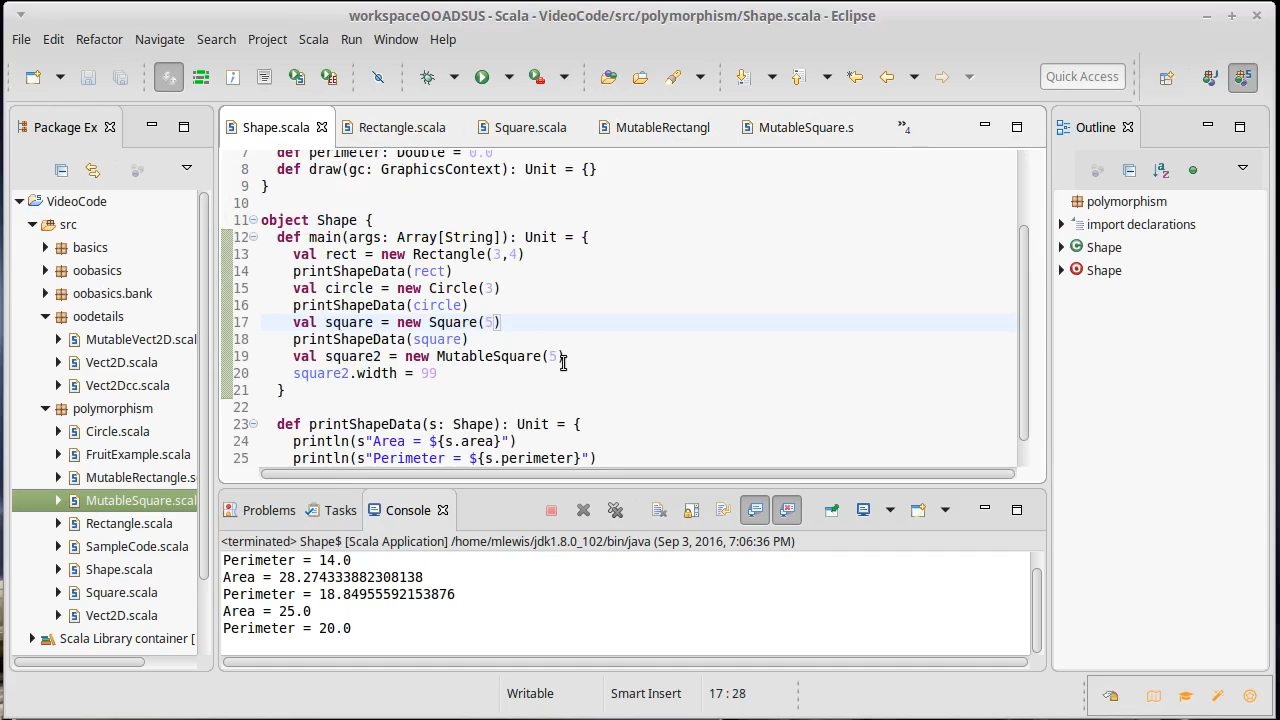 workspaceOOADSUS - Scala - VideoCode/src/polymorphism/Shape.scala - Eclipse
File Edit Refactor Navigate Search Project Scala Run Window Help
Quick Access
Package Ex
Shape.scala
Rectangle.scala
Square.scala
MutableRectangl
MutableSquare.s
4
Outline
VideoCode
src
basics
oobasics
oobasics.bank
oodetails
MutableVect2D.scal
Vect2D.scala
Vect2Dcc.scala
polymorphism
Circle.scala
FruitExample.scala
MutableRectangle.s
MutableSquare.scal
Rectangle.scala
SampleCode.scala
Shape.scala
Square.scala
Vect2D.scala
Scala Library container [
7 def perimeter: Double = 0.0
8 def draw(gc: GraphicsContext): Unit = {}
9 }
10
11 object Shape {
12 def main(args: Array[String]): Unit = {
13 val rect = new Rectangle(3,4)
14 printShapeData(rect)
15 val circle = new Circle(3)
16 printShapeData(circle)
17 val square = new Square(5)
18 printShapeData(square)
19 val square2 = new MutableSquare(5)
20 square2.width = 99
21 }
22
23 def printShapeData(s: Shape): Unit = {
24 println(s"Area = ${s.area}")
25 println(s"Perimeter = ${s.perimeter}")
polymorphism
import declarations
Shape
Shape
Problems Tasks Console
<terminated> Shape$ [Scala Application] /home/mlewis/jdk1.8.0_102/bin/java (Sep 3, 2016, 7:06:36 PM)
Perimeter = 14.0
Area = 28.274333882308138
Perimeter = 18.84955592153876
Area = 25.0
Perimeter = 20.0
Writable Smart Insert 17 : 28